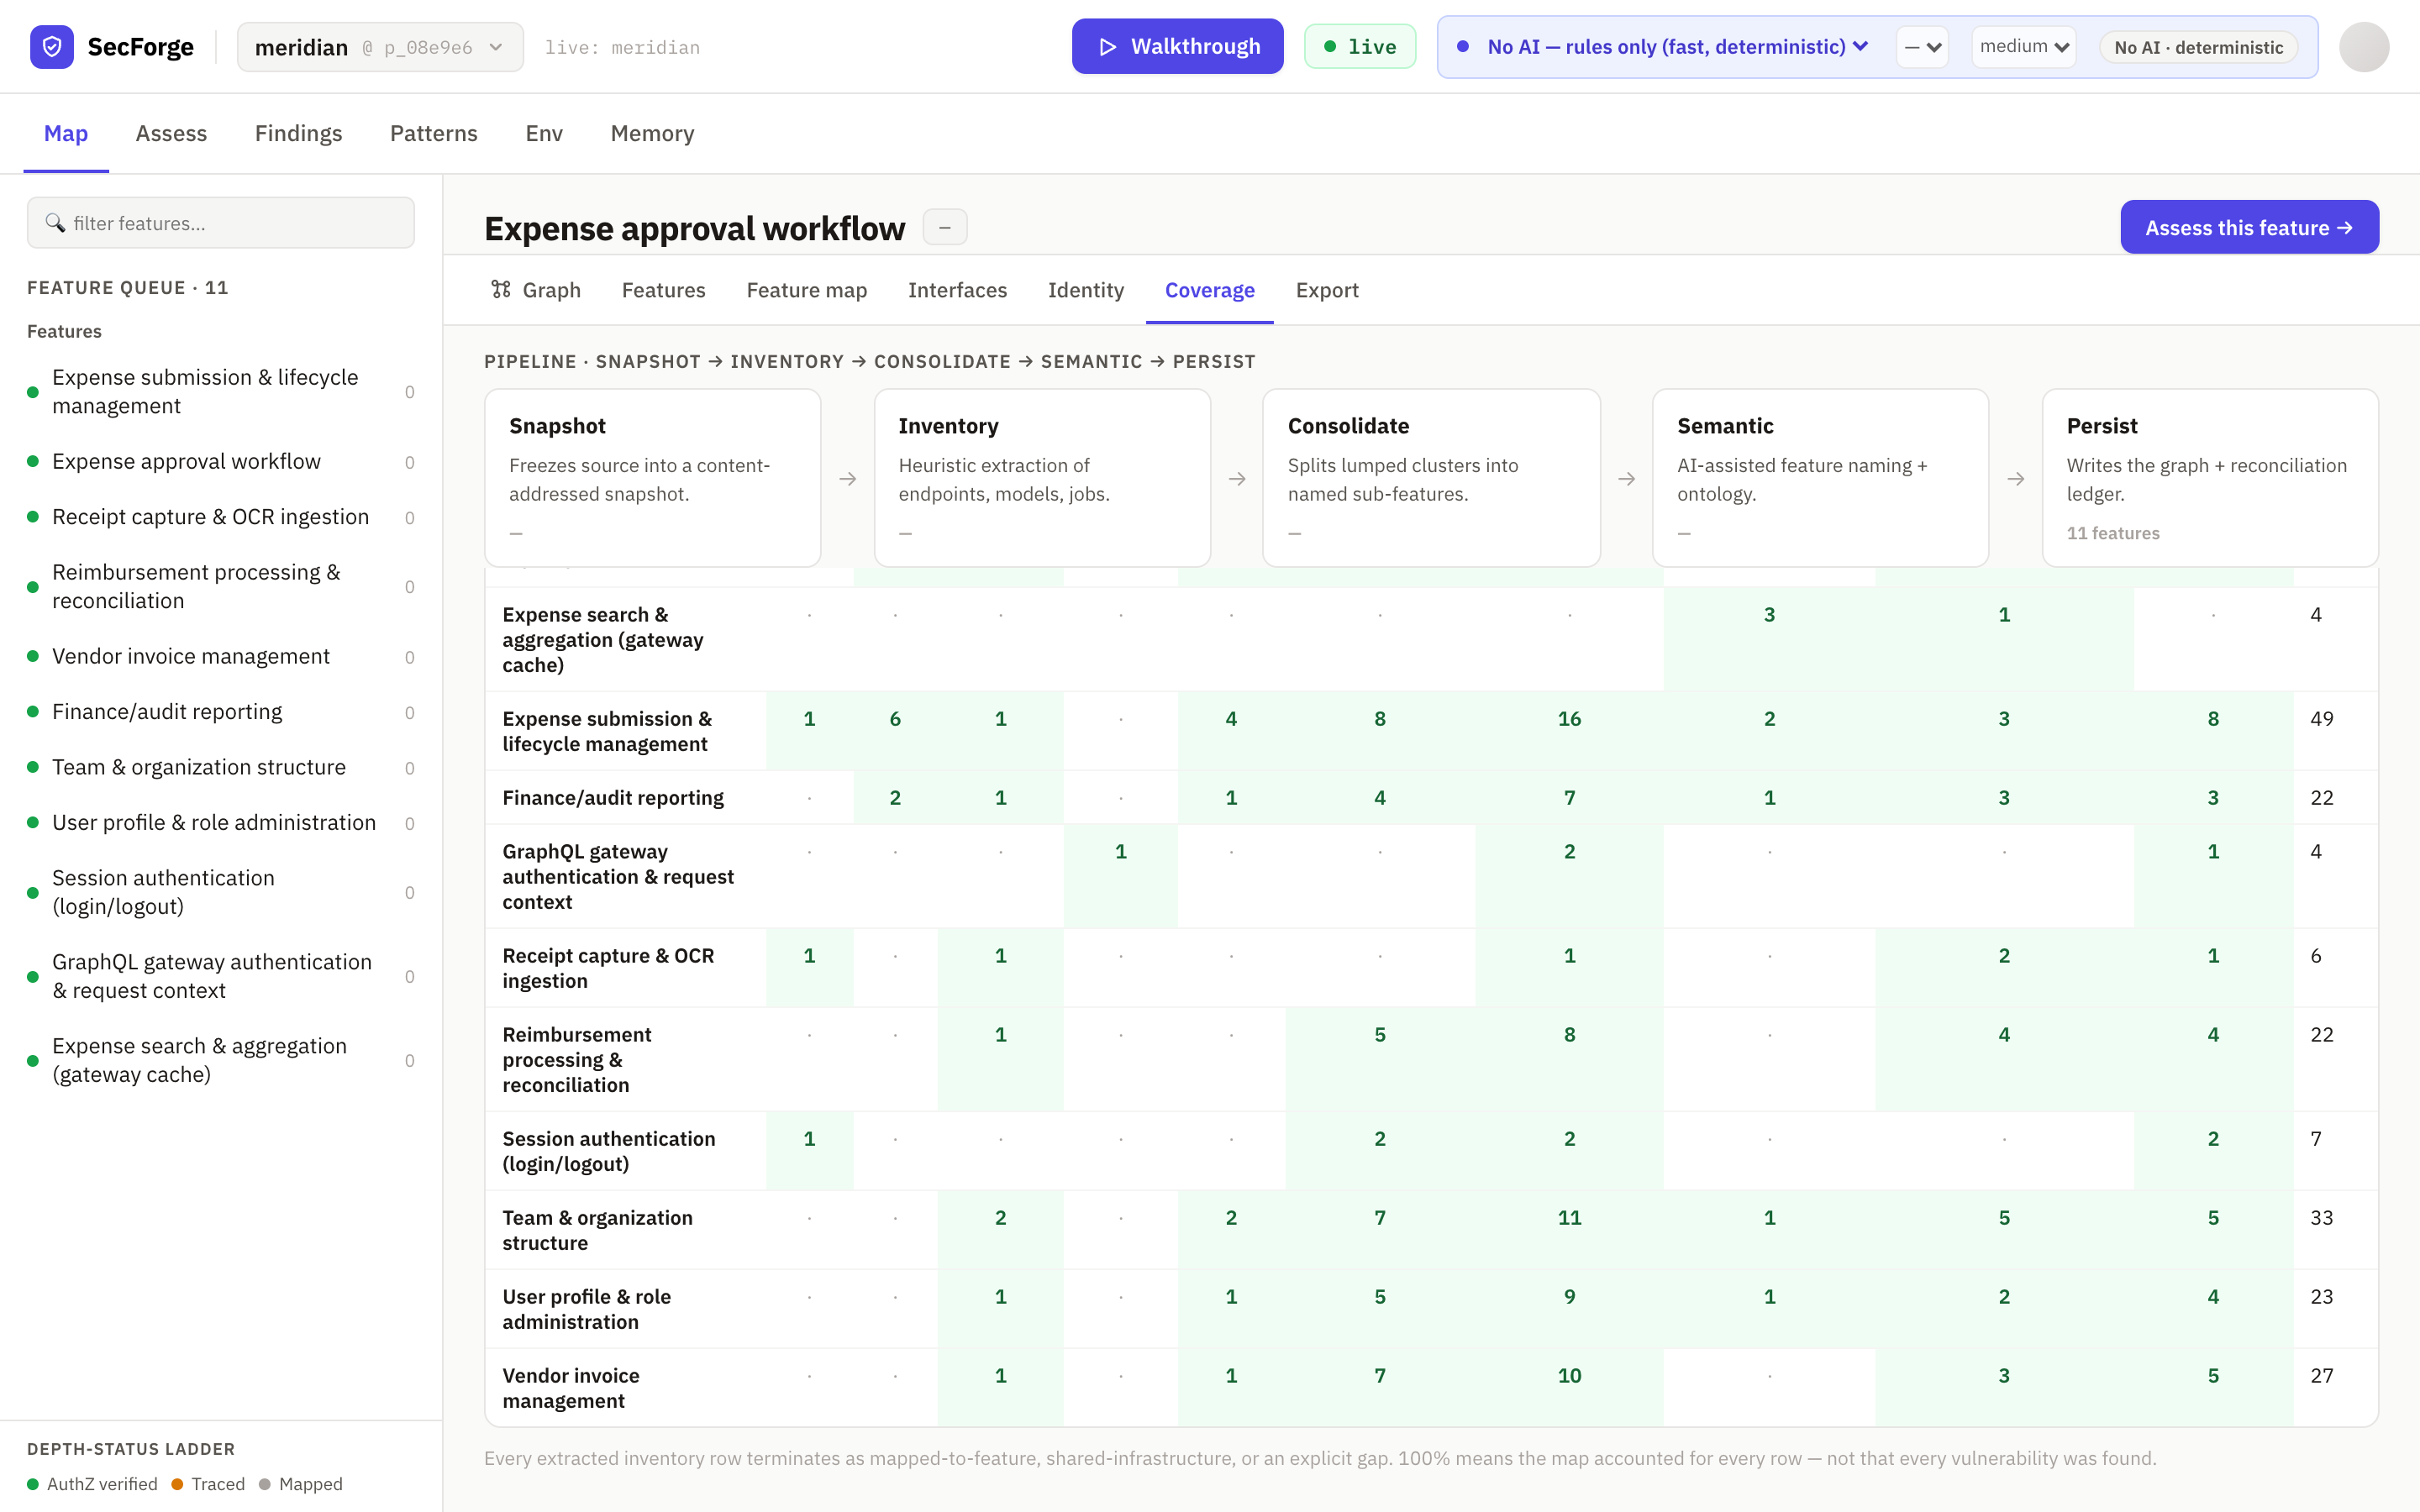 SecForge
meridian @ p_08e9e6
live: meridian
Walkthrough
live
No AI — rules only (fast, deterministic)
—
medium
No AI · deterministic
Map
Assess
Findings
Patterns
Env
Memory
filter features...
FEATURE QUEUE · 11
Features
Expense submission & lifecycle
management
0
Expense approval workflow
0
Receipt capture & OCR ingestion
0
Reimbursement processing &
reconciliation
0
Vendor invoice management
0
Finance/audit reporting
0
Team & organization structure
0
User profile & role administration
0
Session authentication
(login/logout)
0
GraphQL gateway authentication
& request context
0
Expense search & aggregation
(gateway cache)
0
DEPTH-STATUS LADDER
AuthZ verified
Traced
Mapped
Expense approval workflow
—
Assess this feature →
Graph
Features
Feature map
Interfaces
Identity
Coverage
Export
PIPELINE · SNAPSHOT → INVENTORY → CONSOLIDATE → SEMANTIC → PERSIST
Snapshot
Freezes source into a content-
addressed snapshot.
—
→
Inventory
Heuristic extraction of
endpoints, models, jobs.
—
→
Consolidate
Splits lumped clusters into
named sub-features.
—
→
Semantic
AI-assisted feature naming +
ontology.
—
→
Persist
Writes the graph + reconciliation
ledger.
11 features
Expense search &
aggregation (gateway
cache)
· · · · · · · 3 1 · 4
Expense submission &
lifecycle management
1 6 1 · 4 8 16 2 3 8 49
Finance/audit reporting
· 2 1 · 1 4 7 1 3 3 22
GraphQL gateway
authentication & request
context
· · · 1 · · 2 · · 1 4
Receipt capture & OCR
ingestion
1 · 1 · · · 1 · 2 1 6
Reimbursement
processing &
reconciliation
· · 1 · · 5 8 · 4 4 22
Session authentication
(login/logout)
1 · · · · 2 2 · · 2 7
Team & organization
structure
· · 2 · 2 7 11 1 5 5 33
User profile & role
administration
· · 1 · 1 5 9 1 2 4 23
Vendor invoice
management
· · 1 · 1 7 10 · 3 5 27
Every extracted inventory row terminates as mapped-to-feature, shared-infrastructure, or an explicit gap. 100% means the map accounted for every row — not that every vulnerability was found.